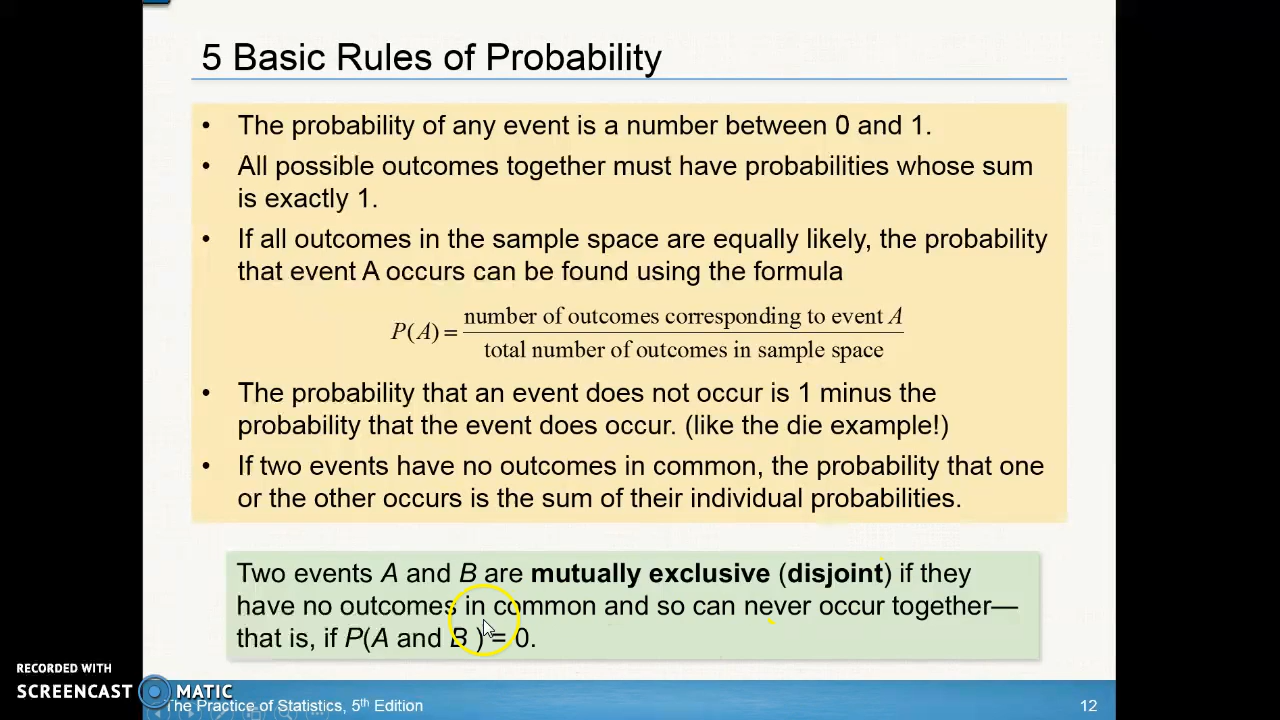 5 Basic Rules of Probability
• The probability of any event is a number between 0 and 1.
• All possible outcomes together must have probabilities whose sum
is exactly 1.
• If all outcomes in the sample space are equally likely, the probability
that event A occurs can be found using the formula
P(A) = number of outcomes corresponding to event A
total number of outcomes in sample space
• The probability that an event does not occur is 1 minus the
probability that the event does occur. (like the die example!)
• If two events have no outcomes in common, the probability that one
or the other occurs is the sum of their individual probabilities.
Two events A and B are mutually exclusive (disjoint) if they
have no outcomes in common and so can never occur together—
that is, if P(A and B ) = 0.
RECORDED WITH
SCREENCAST MATIC
The Practice of Statistics, 5th Edition
12